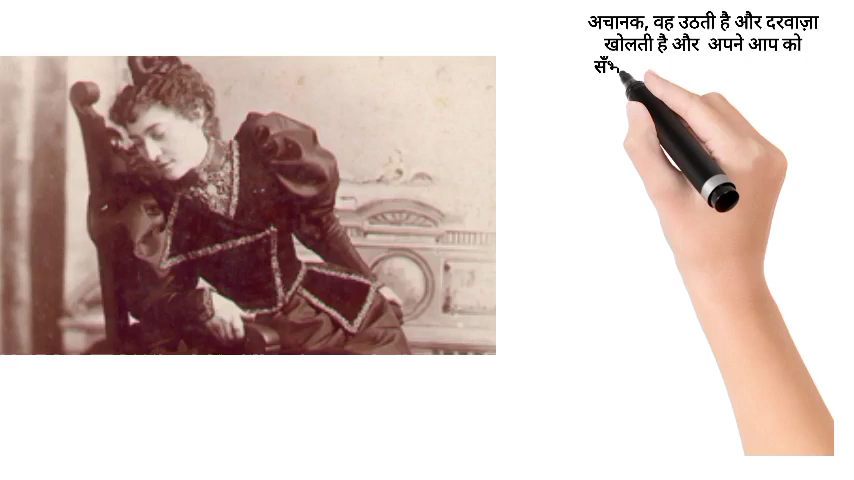 अचानक, वह उठती है और दरवाज़ा
खोलती है और अपने आप को